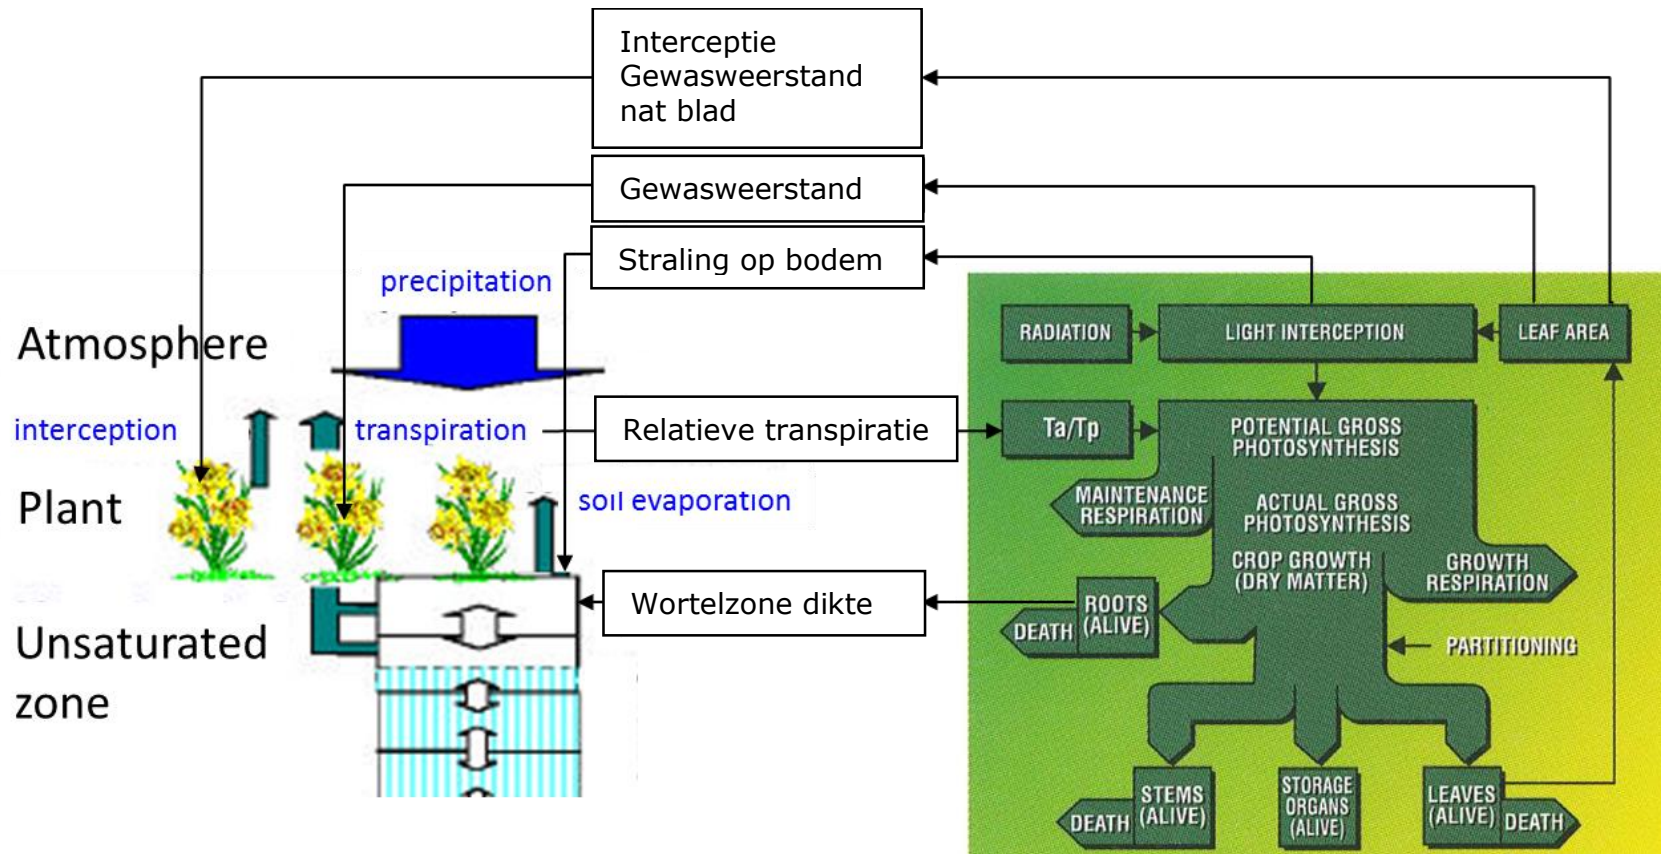 Interceptie
Gewasweerstand
nat blad
Gewasweerstand
Straling op bodem
precipitation
Atmosphere
RADIATION
LIGHT INTERCEPTION
LEAF AREA
interception
transpiration
Relatieve transpiratie
Ta/Tp
POTENTIAL GROSS
PHOTOSYNTHESIS
Plant
soil evaporation
MAINTENANCE
RESPIRATION
ACTUAL GROSS
PHOTOSYNTHESIS
CROP GROWTH
(DRY MATTER)
GROWTH
RESPIRATION
Wortelzone dikte
ROOTS
(ALIVE)
DEATH
PARTITIONING
Unsaturated
zone
STEMS
(ALIVE)
DEATH
STORAGE
ORGANS
(ALIVE)
LEAVES
(ALIVE)
DEATH